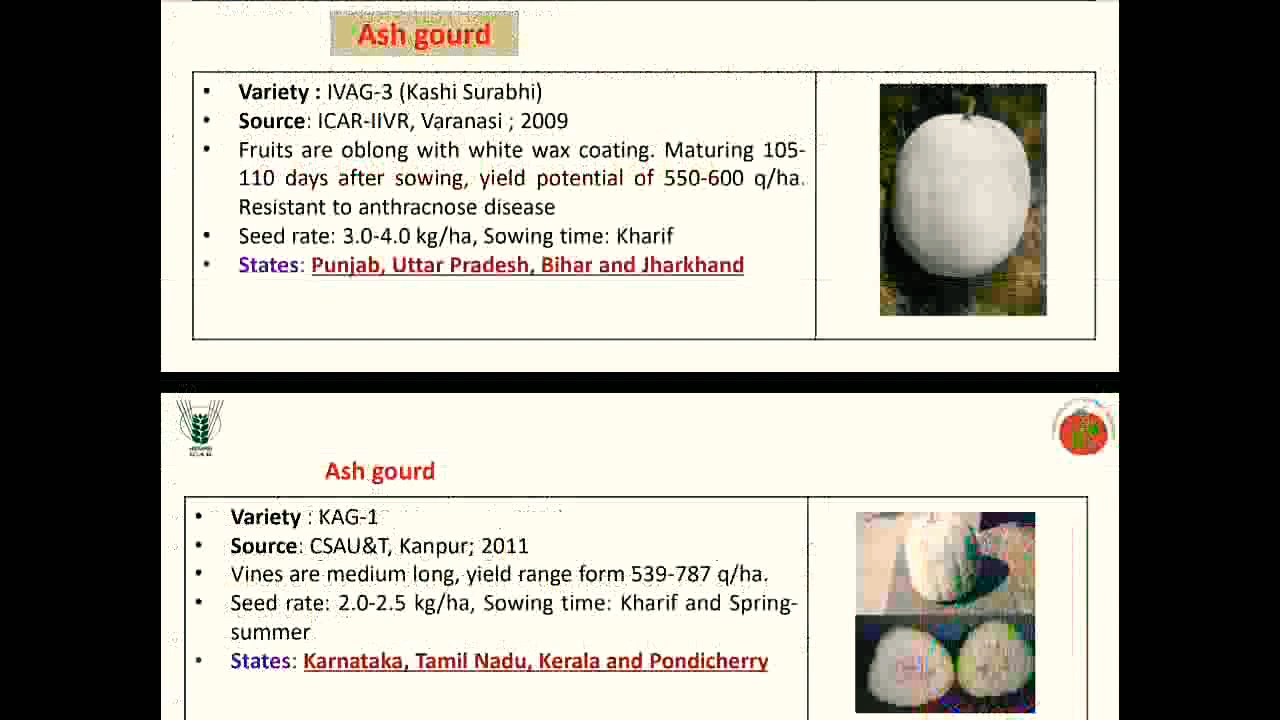 Ash gourd
• Variety : IVAG-3 (Kashi Surabhi)
• Source: ICAR-IIVR, Varanasi ; 2009
• Fruits are oblong with white wax coating. Maturing 105-
110 days after sowing, yield potential of 550-600 q/ha.
Resistant to anthracnose disease
• Seed rate: 3.0-4.0 kg/ha, Sowing time: Kharif
• States: Punjab, Uttar Pradesh, Bihar and Jharkhand
Ash gourd
• Variety : KAG-1
• Source: CSAU&T, Kanpur; 2011
• Vines are medium long, yield range form 539-787 q/ha.
• Seed rate: 2.0-2.5 kg/ha, Sowing time: Kharif and Spring-
summer
• States: Karnataka, Tamil Nadu, Kerala and Pondicherry